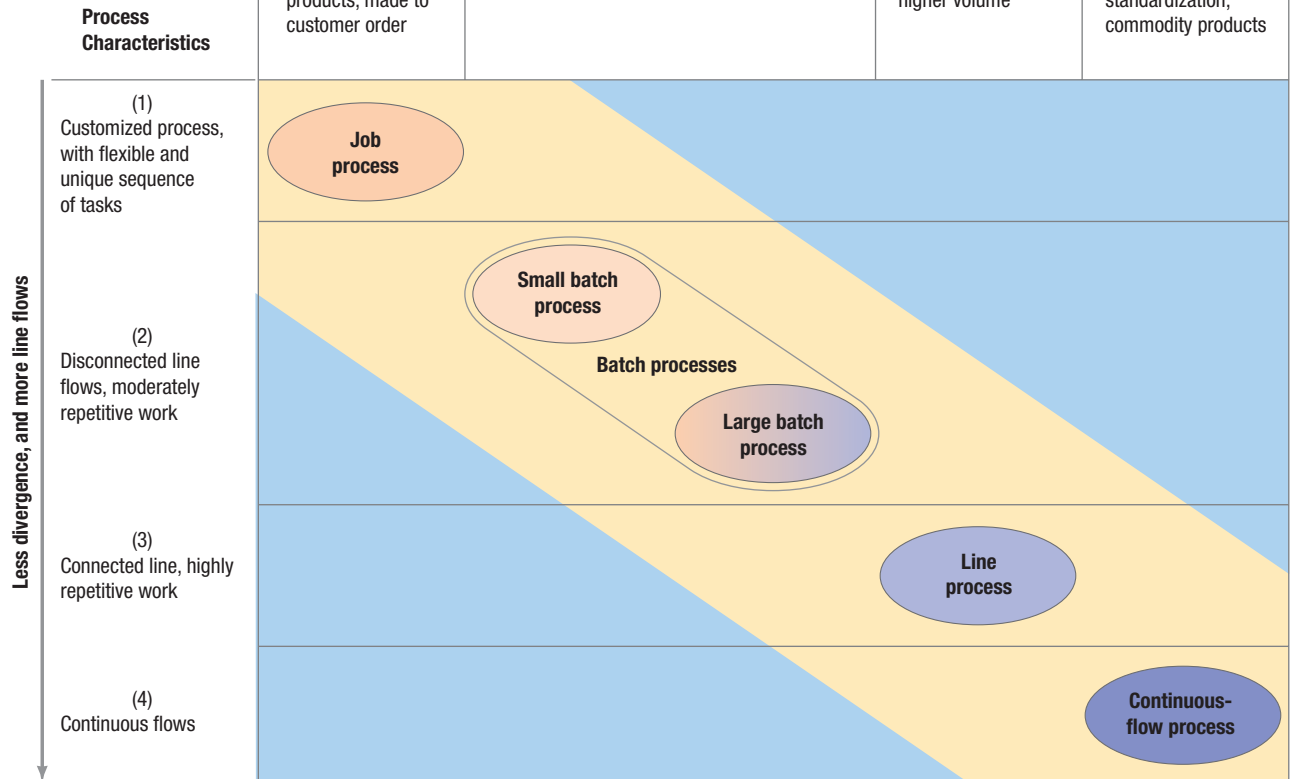 products, made to
customer order
higher volume
standardization,
commodity products
Process
Characteristics
Less divergence, and more line flows
(1)
Customized process,
with flexible and
unique sequence
of tasks
Job
process
(2)
Disconnected line
flows, moderately
repetitive work
Small batch
process
Batch processes
Large batch
process
(3)
Connected line, highly
repetitive work
Line
process
(4)
Continuous flows
Continuous-
flow process